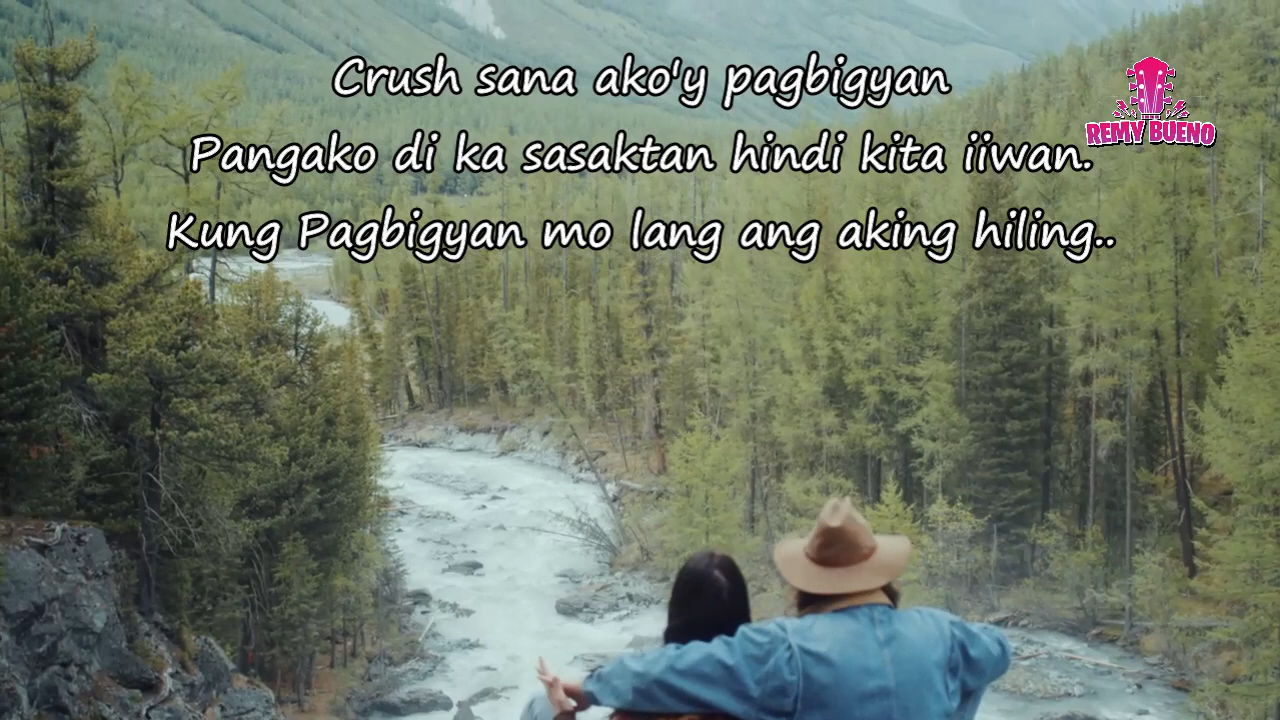 Crush sana ako'y pagbigyan
REMY BUENO
Pangako di ka sasaktan hindi kita iiwan.
Kung Pagbigyan mo lang ang aking hiling..